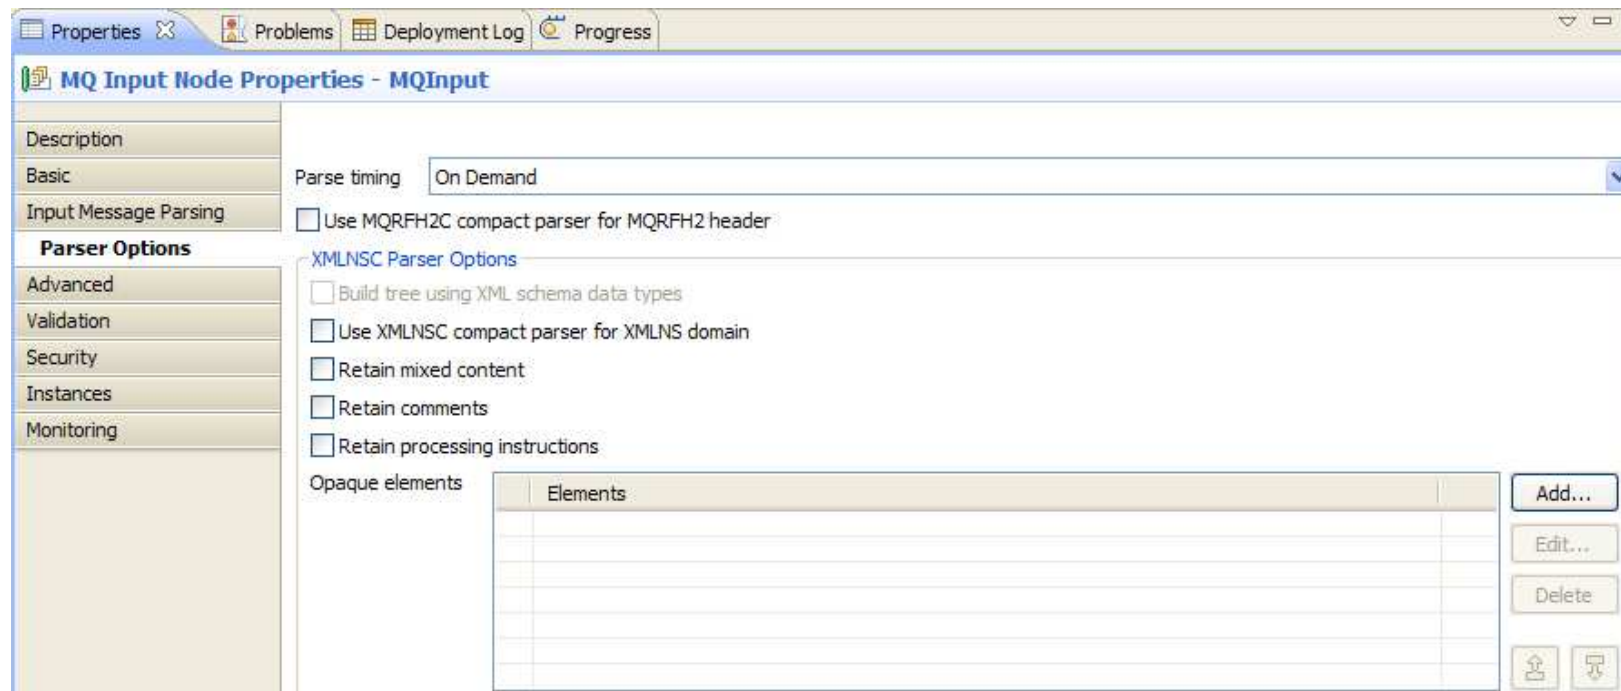 Properties Problems Deployment Log Progress
MQ Input Node Properties - MQInput
Description
Basic
Input Message Parsing
Parser Options
Advanced
Validation
Security
Instances
Monitoring
Parse timing On Demand
Use MQRFH2C compact parser for MQRFH2 header
XMLNSC Parser Options
Build tree using XML schema data types
Use XMLNSC compact parser for XMLNS domain
Retain mixed content
Retain comments
Retain processing instructions
Opaque elements
Elements
Add...
Edit...
Delete